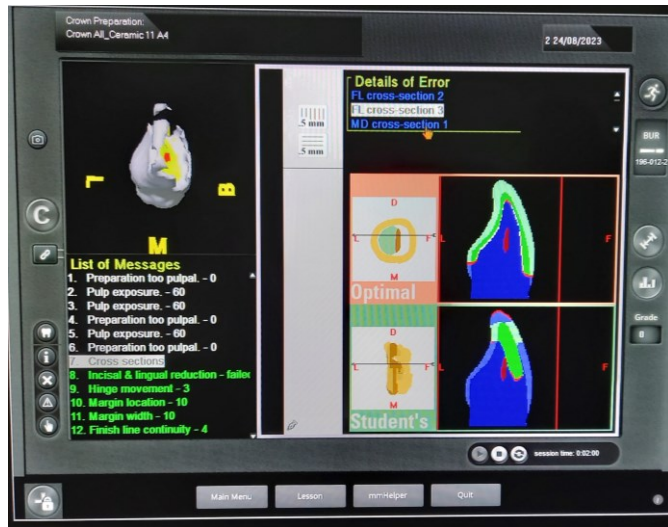 Crown Preparation:
Crown All_Ceramic 11 A4
2 24/08/2023
Details of Error
FL cross-section 2
FL cross-section 3
MD cross-section 1
.5 mm
.5 mm
BUR
196-012-2
L
B
M
D
L
F
M
Optimal
L
F
D
L
F
M
Student's
L
F
List of Messages
1. Preparation too pulpal. - 0
2. Pulp exposure. - 60
3. Pulp exposure. - 60
4. Preparation too pulpal. - 0
5. Pulp exposure. - 60
6. Preparation too pulpal. - 0
7 Cross sections
8. Incisal & lingual reduction - failed
9. Hinge movement - 3
10. Margin location - 10
11. Margin width - 10
12. Finish line continuity - 4
Grade
0
session time: 0:02:00
Main Menu
Lesson
mmHelper
Quit